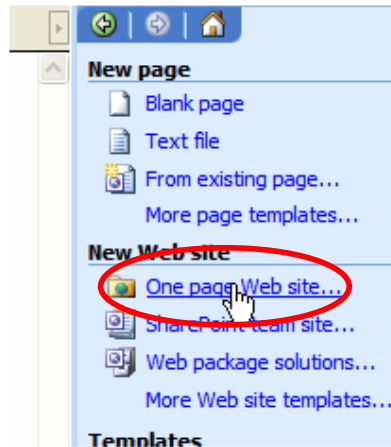 New page
Blank page
Text file
From existing page...
More page templates...
New Web site
One page Web site...
SharePoint team site...
Web package solutions...
More Web site templates...
Templates